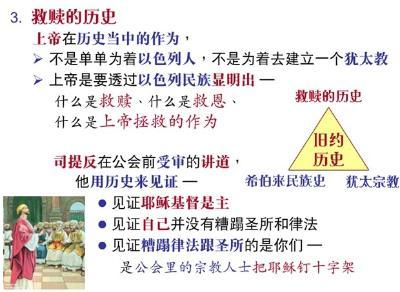 3. 救赎的历史
上帝在历史当中的作为，
➢ 不是单单为着以色列人，不是为着去建立一个犹太教
➢ 上帝是要透过以色列民族显明出 —
什么是救赎、什么是救恩、
什么是上帝拯救的作为
救赎的历史
旧约
历史
希伯来民族史 犹太宗教
司提反在公会前受审的讲道，
他用历史来见证 —
● 见证耶稣基督是主
● 见证自己并没有糟蹋圣所和律法
● 见证糟蹋律法跟圣所的是你们 —
是公会里的宗教人士把耶稣钉十字架